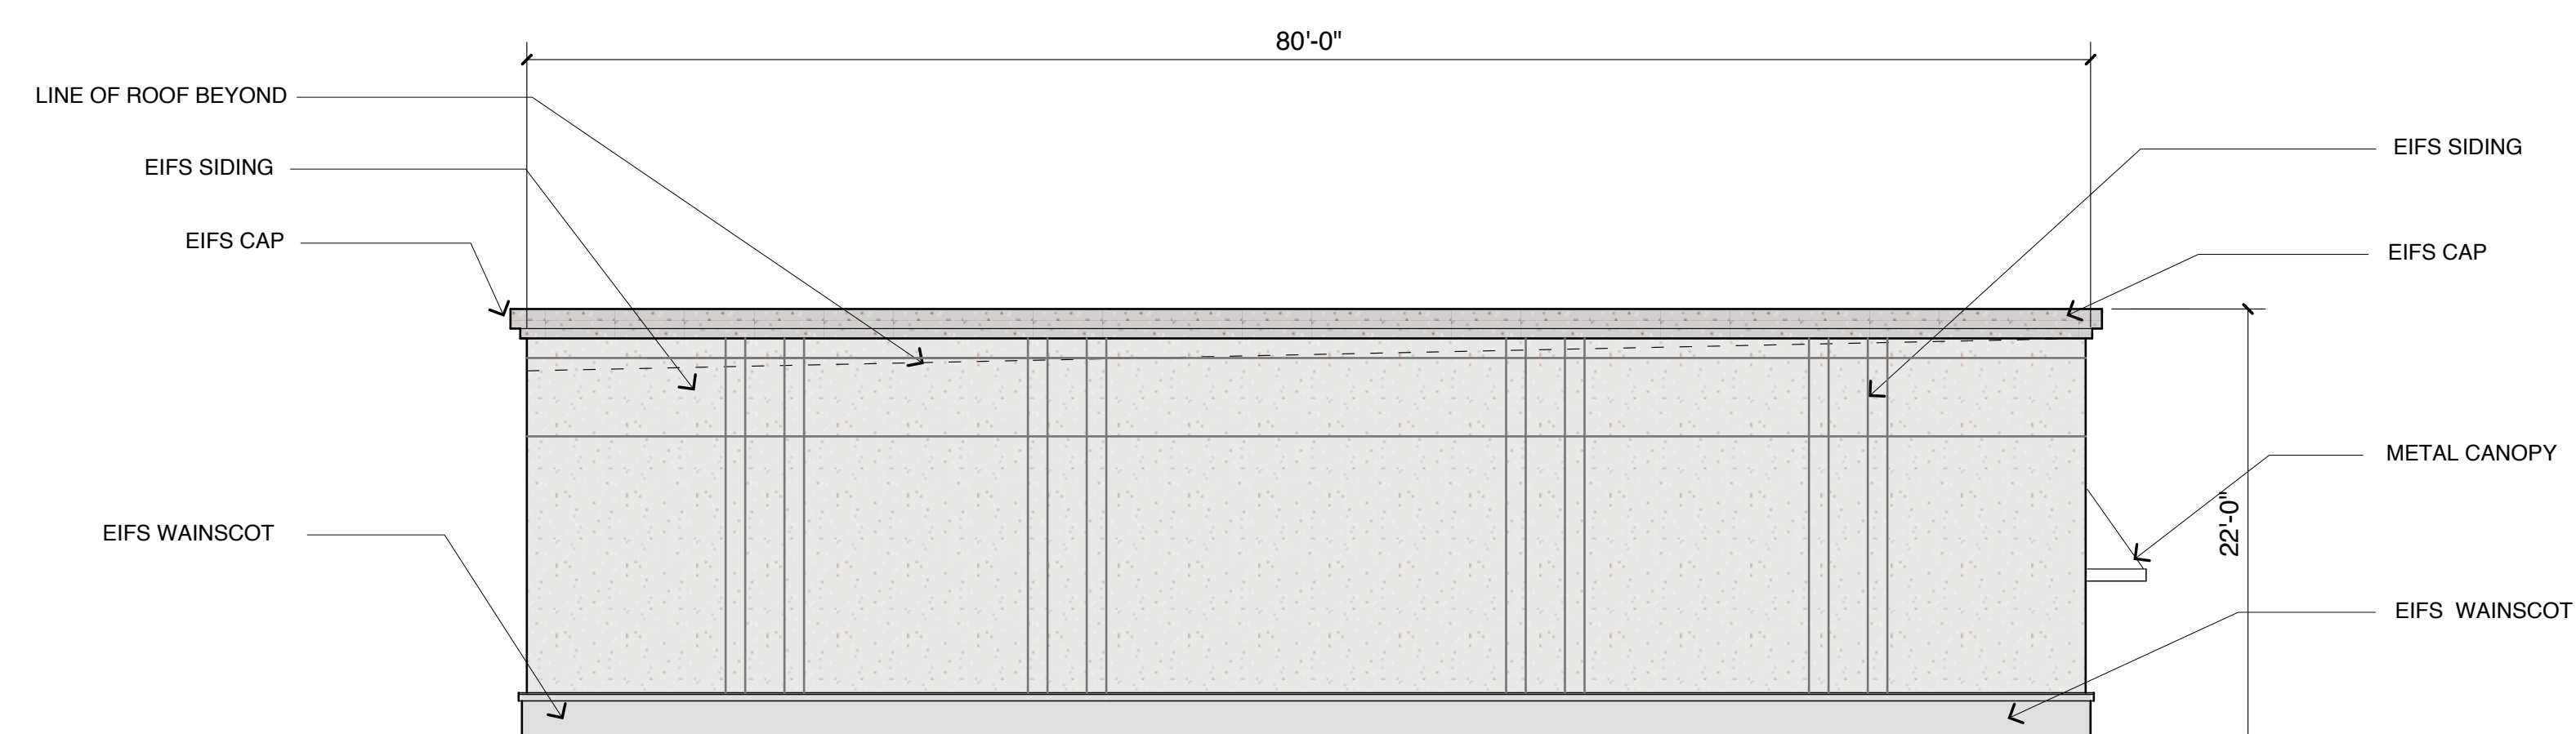 80'-0"
LINE OF ROOF BEYOND
EIFS SIDING
EIFS SIDING
EIFS CAP
EIFS CAP
METAL CANOPY
22'-0"
EIFS WAINSCOT
EIFS WAINSCOT